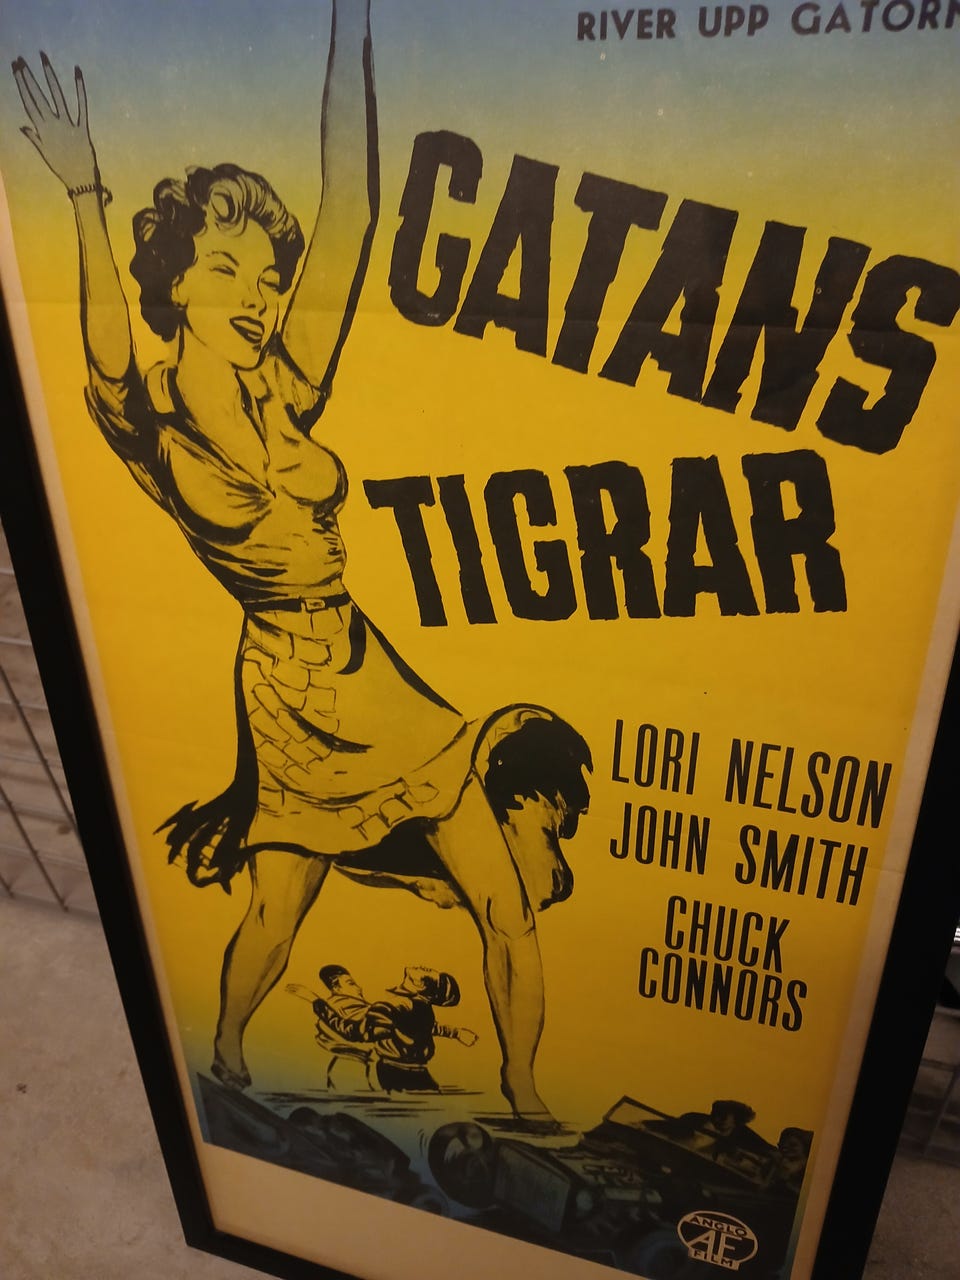 RIVER UPP GATORN
GATANS
TIGRAR
LORI NELSON
JOHN SMITH
CHUCK
CONNORS
ANGLO
AF
FILM